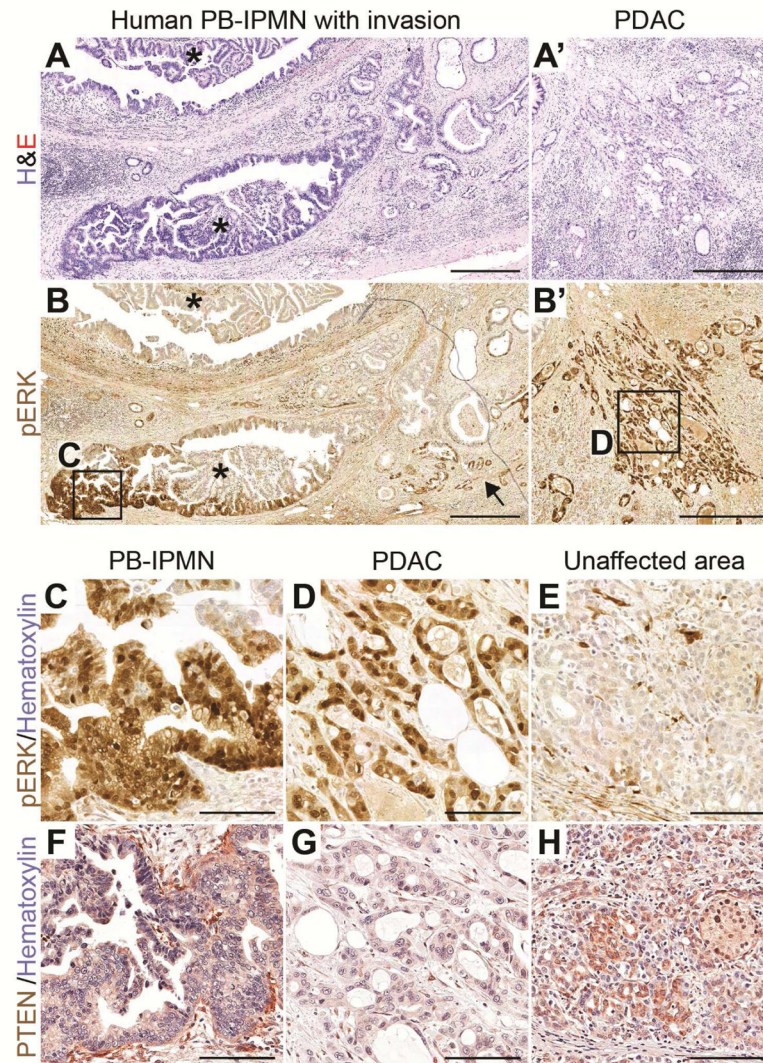 Human PB-IPMN with invasion
PDAC
A
*
*
A'
H&E
B
*
C
*
B'
D
pERK
PB-IPMN
PDAC
Unaffected area
C
D
E
pERK/Hematoxylin
F
G
H
PTEN /Hematoxylin